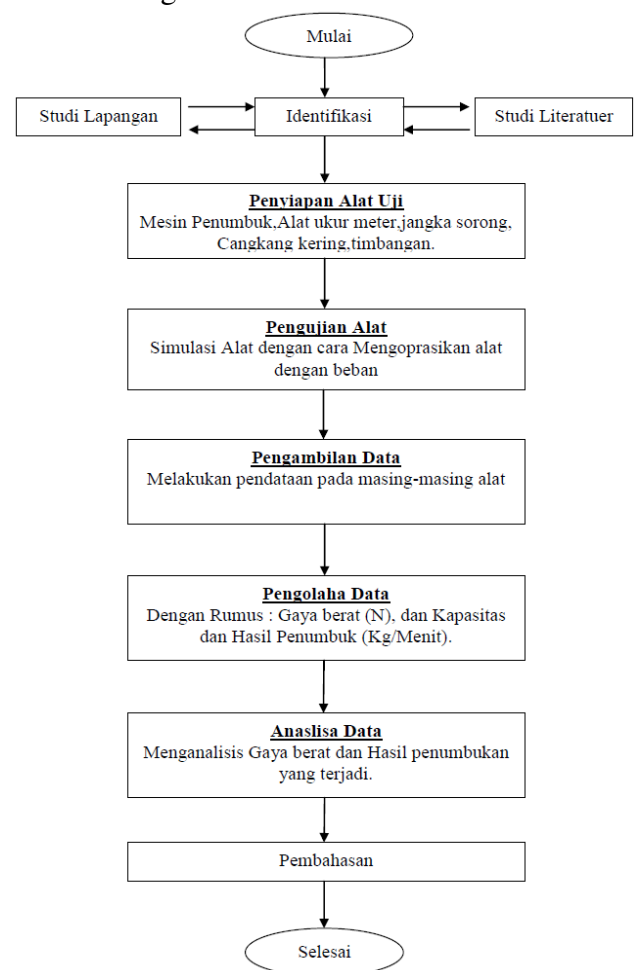 Mulai
Studi Lapangan
Identifikasi
Studi Literatuer
Penyiapan Alat Uji
Mesin Penumbuk,Alat ukur meter,jangka sorong,
Cangkang kering,timbangan.
Pengujian Alat
Simulasi Alat dengan cara Mengoprasikan alat
dengan beban
Pengambilan Data
Melakukan pendataan pada masing-masing alat
Pengolaha Data
Dengan Rumus : Gaya berat (N), dan Kapasitas
dan Hasil Penumbuk (Kg/Menit).
Anaslisa Data
Menganalisis Gaya berat dan Hasil penumbukan
yang terjadi.
Pembahasan
Selesai